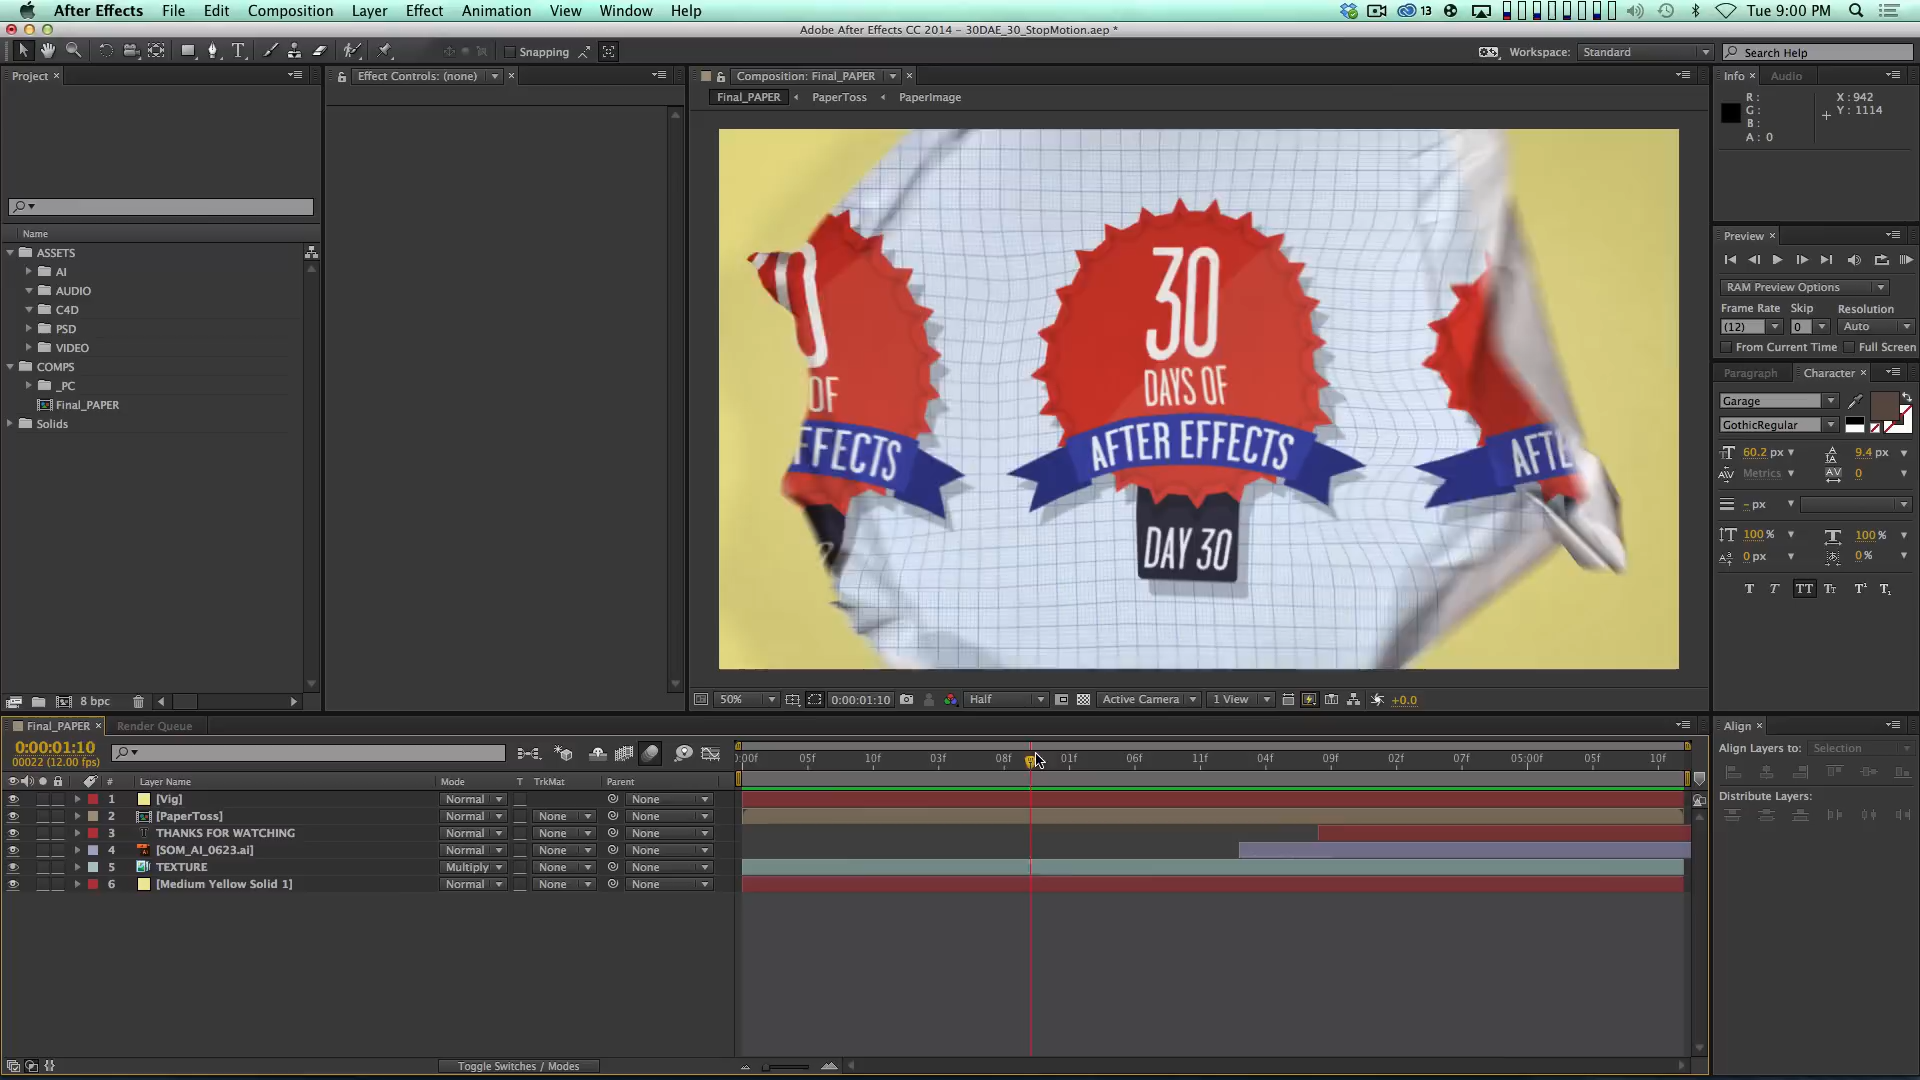 After Effects File Edit Composition Layer Effect Animation View Window Help 13 Tue 9:00 PM
Adobe After Effects CC 2014 – 30DAE_30_StopMotion.aep *
Snapping Workspace: Standard Search Help
Project Effect Controls: (none) Composition: Final_PAPER Info Audio
Final_PAPER PaperToss PaperImage
R : X : 942
G : Y : 1114
B :
A : 0
Name
ASSETS
AI
AUDIO
C4D
PSD
VIDEO
COMPS
_PC
Final_PAPER
Solids
30
DAYS OF
AFTER EFFECTS
DAY 30
0
OF
FFECTS
AFTE
Preview
RAM Preview Options
Frame Rate Skip Resolution
(12) 0 Auto
From Current Time Full Screen
Paragraph Character
Garage
GothicRegular
60.2 px 9.4 px
Metrics 0
– px
100 % 100 %
0 px 0 %
T T TT Tt T¹ T₁
8 bpc 50% 0:00:01:10 Half Active Camera 1 View +0.0
Final_PAPER Render Queue Align
0:00:01:10
00022 (12.00 fps)
:00f 05f 10f 03f 08f 01f 06f 11f 04f 09f 02f 07f 05:00f 05f 10f
# Layer Name Mode T TrkMat Parent
1 [Vig] Normal None
2 [PaperToss] Normal None None
3 THANKS FOR WATCHING Normal None None
4 [SOM_AI_0623.ai] Normal None None
5 TEXTURE Multiply None None
6 [Medium Yellow Solid 1] Normal None None
Align Layers to: Selection
Distribute Layers:
Toggle Switches / Modes